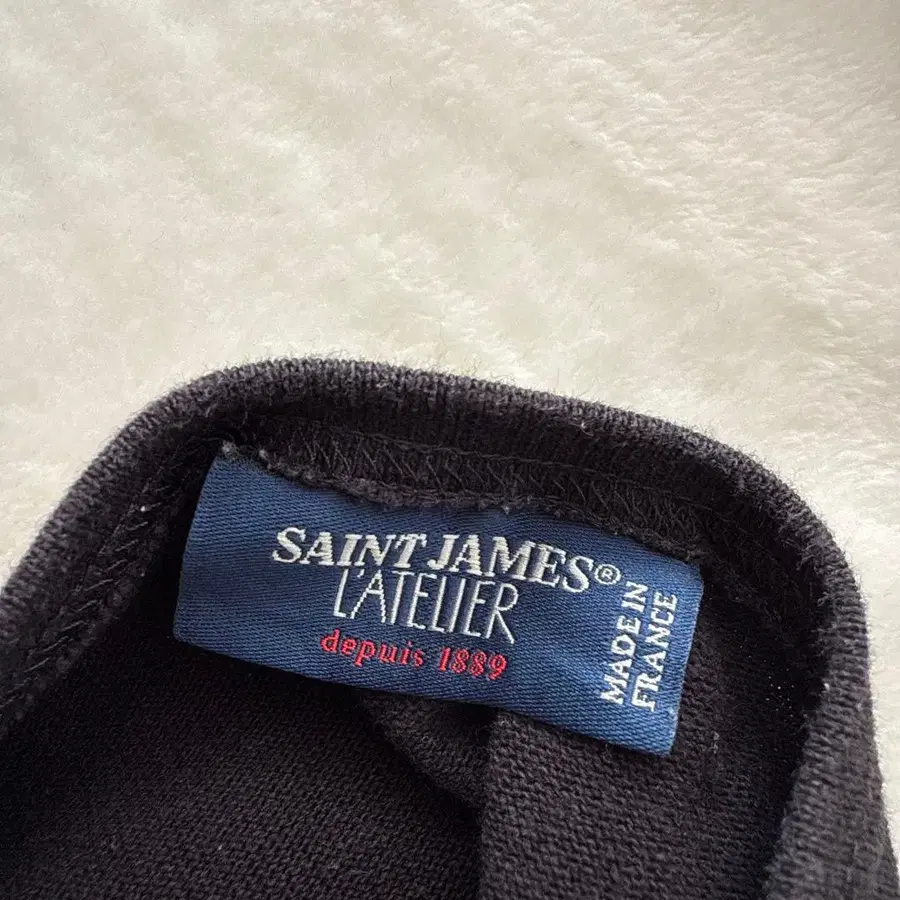 SAINT JAMES®
L'ATELIER
depuis 1889
MADE IN
FRANCE